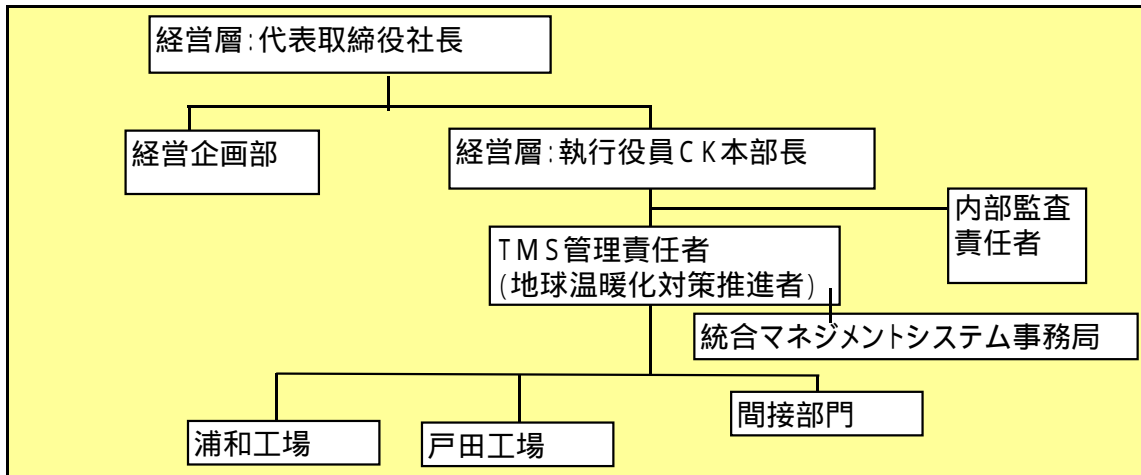 経営層:代表取締役社長
経営企画部
経営層:執行役員CK本部長
内部監査
責任者
TMS管理責任者
(地球温暖化対策推進者)
統合マネジメントシステム事務局
浦和工場
戸田工場
間接部門